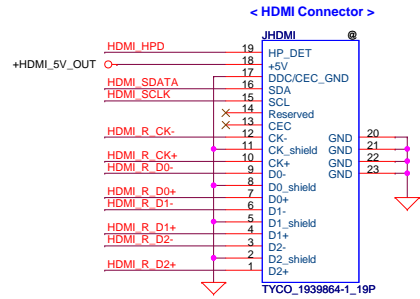 < HDMI Connector >
JHDMI @
HDMI_HPD 19 HP_DET
+HDMI_5V_OUT 18 +5V
17 DDC/CEC_GND
HDMI_SDATA 16 SDA
HDMI_SCLK 15 SCL
14 Reserved
13 CEC
HDMI_R_CK- 12 CK- GND 20
11 CK_shield GND 21
HDMI_R_CK+ 10 CK+ GND 22
HDMI_R_D0- 9 D0- GND 23
8 D0_shield
HDMI_R_D0+ 7 D0+
HDMI_R_D1- 6 D1-
5 D1_shield
HDMI_R_D1+ 4 D1+
HDMI_R_D2- 3 D2-
2 D2_shield
HDMI_R_D2+ 1 D2+
TYCO_1939864-1_19P